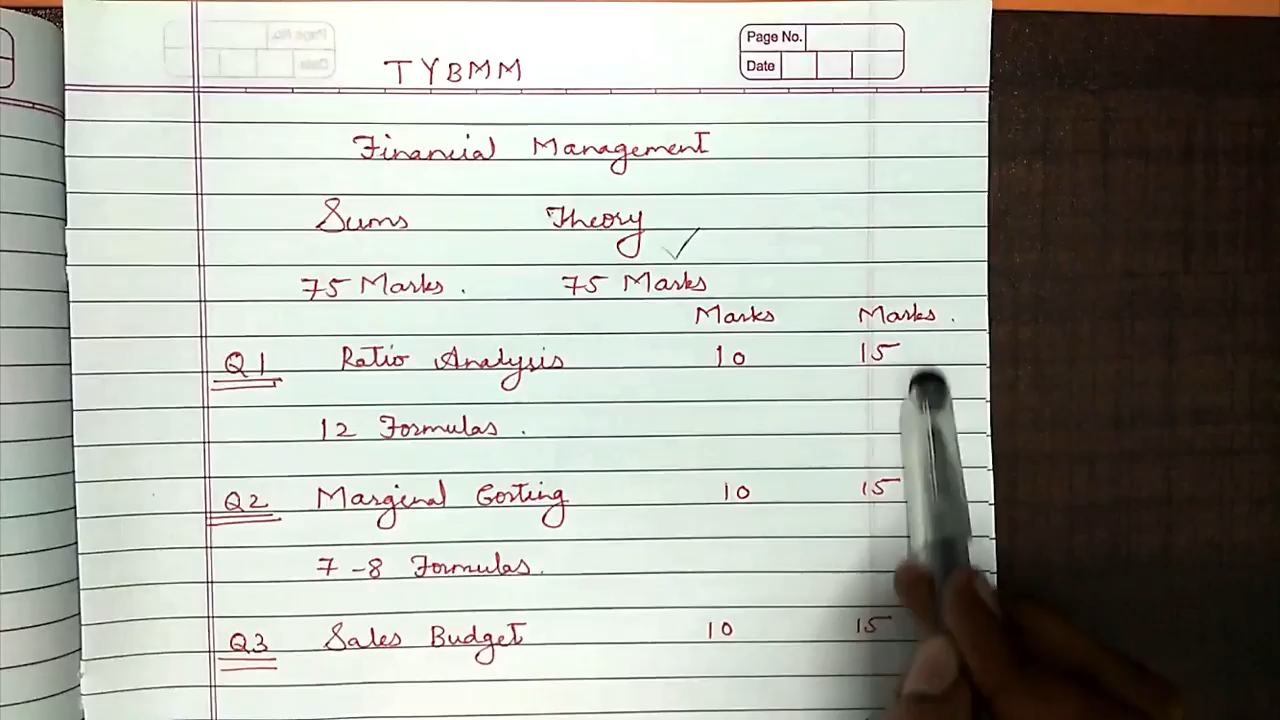 Page No.
TYBMM
Date
Financial Management
Sums Theory ✓
75 Marks. 75 Marks
Marks Marks.
Q1 Ratio Analysis 10 15
12 Formulas.
Q2 Marginal Costing 10 15
7-8 Formulas.
Q3 Sales Budget 10 15